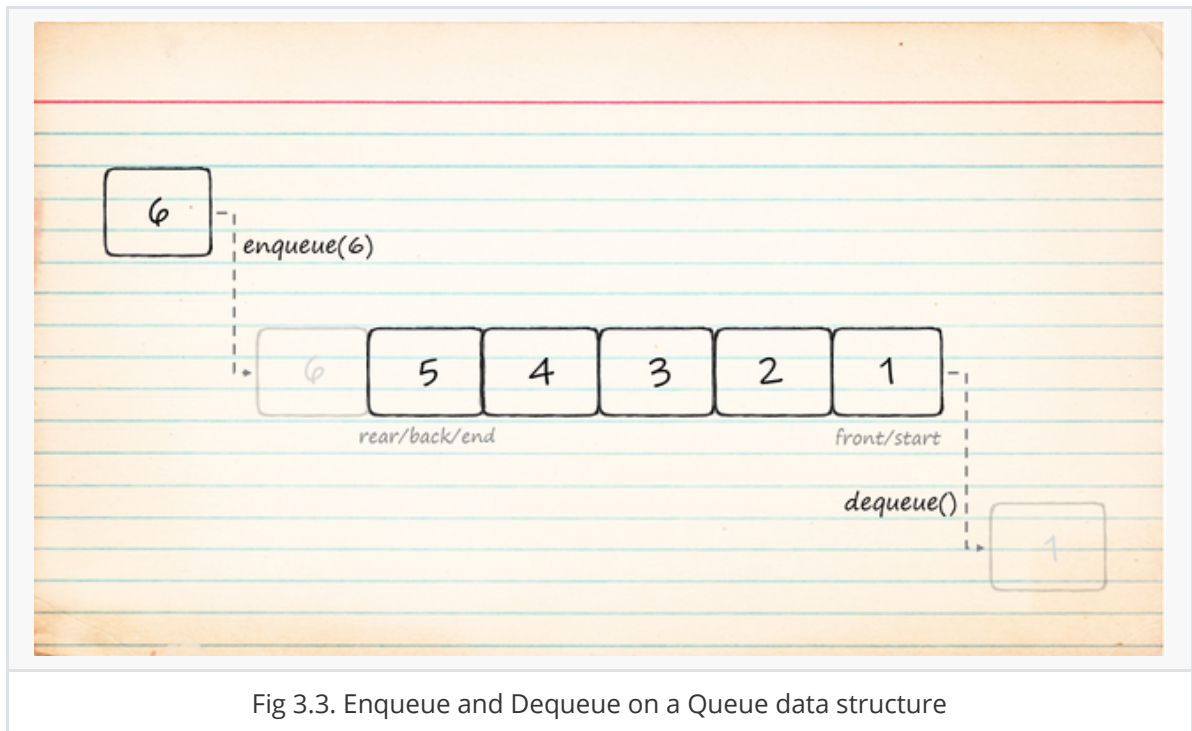 6
enqueue(6)
6 5 4 3 2 1
rear/back/end front/start
dequeue()
1
Fig 3.3. Enqueue and Dequeue on a Queue data structure